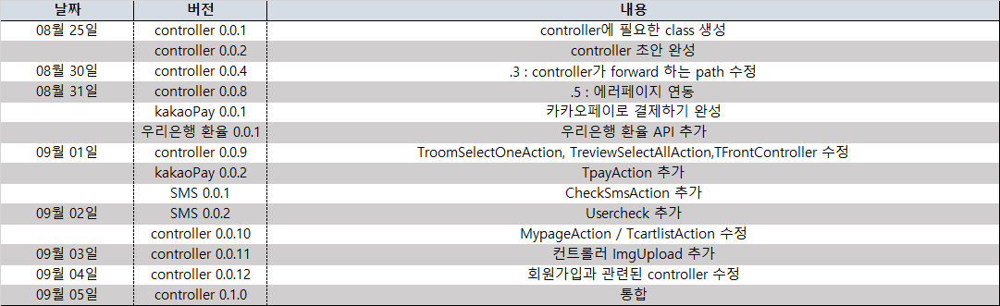 날짜 버전 내용
08월 25일 controller 0.0.1 controller에 필요한 class 생성
controller 0.0.2 controller 초안 완성
08월 30일 controller 0.0.4 .3 : controller가 forward 하는 path 수정
08월 31일 controller 0.0.8 .5 : 에러페이지 연동
kakaoPay 0.0.1 카카오페이로 결제하기 완성
우리은행 환율 0.0.1 우리은행 환율 API 추가
09월 01일 controller 0.0.9 TroomSelectOneAction, TreviewSelectAllAction,TFrontController 수정
kakaoPay 0.0.2 TpayAction 추가
SMS 0.0.1 CheckSmsAction 추가
09월 02일 SMS 0.0.2 Usercheck 추가
controller 0.0.10 MypageAction / TcartlistAction 수정
09월 03일 controller 0.0.11 컨트롤러 ImgUpload 추가
09월 04일 controller 0.0.12 회원가입과 관련된 controller 수정
09월 05일 controller 0.1.0 통합